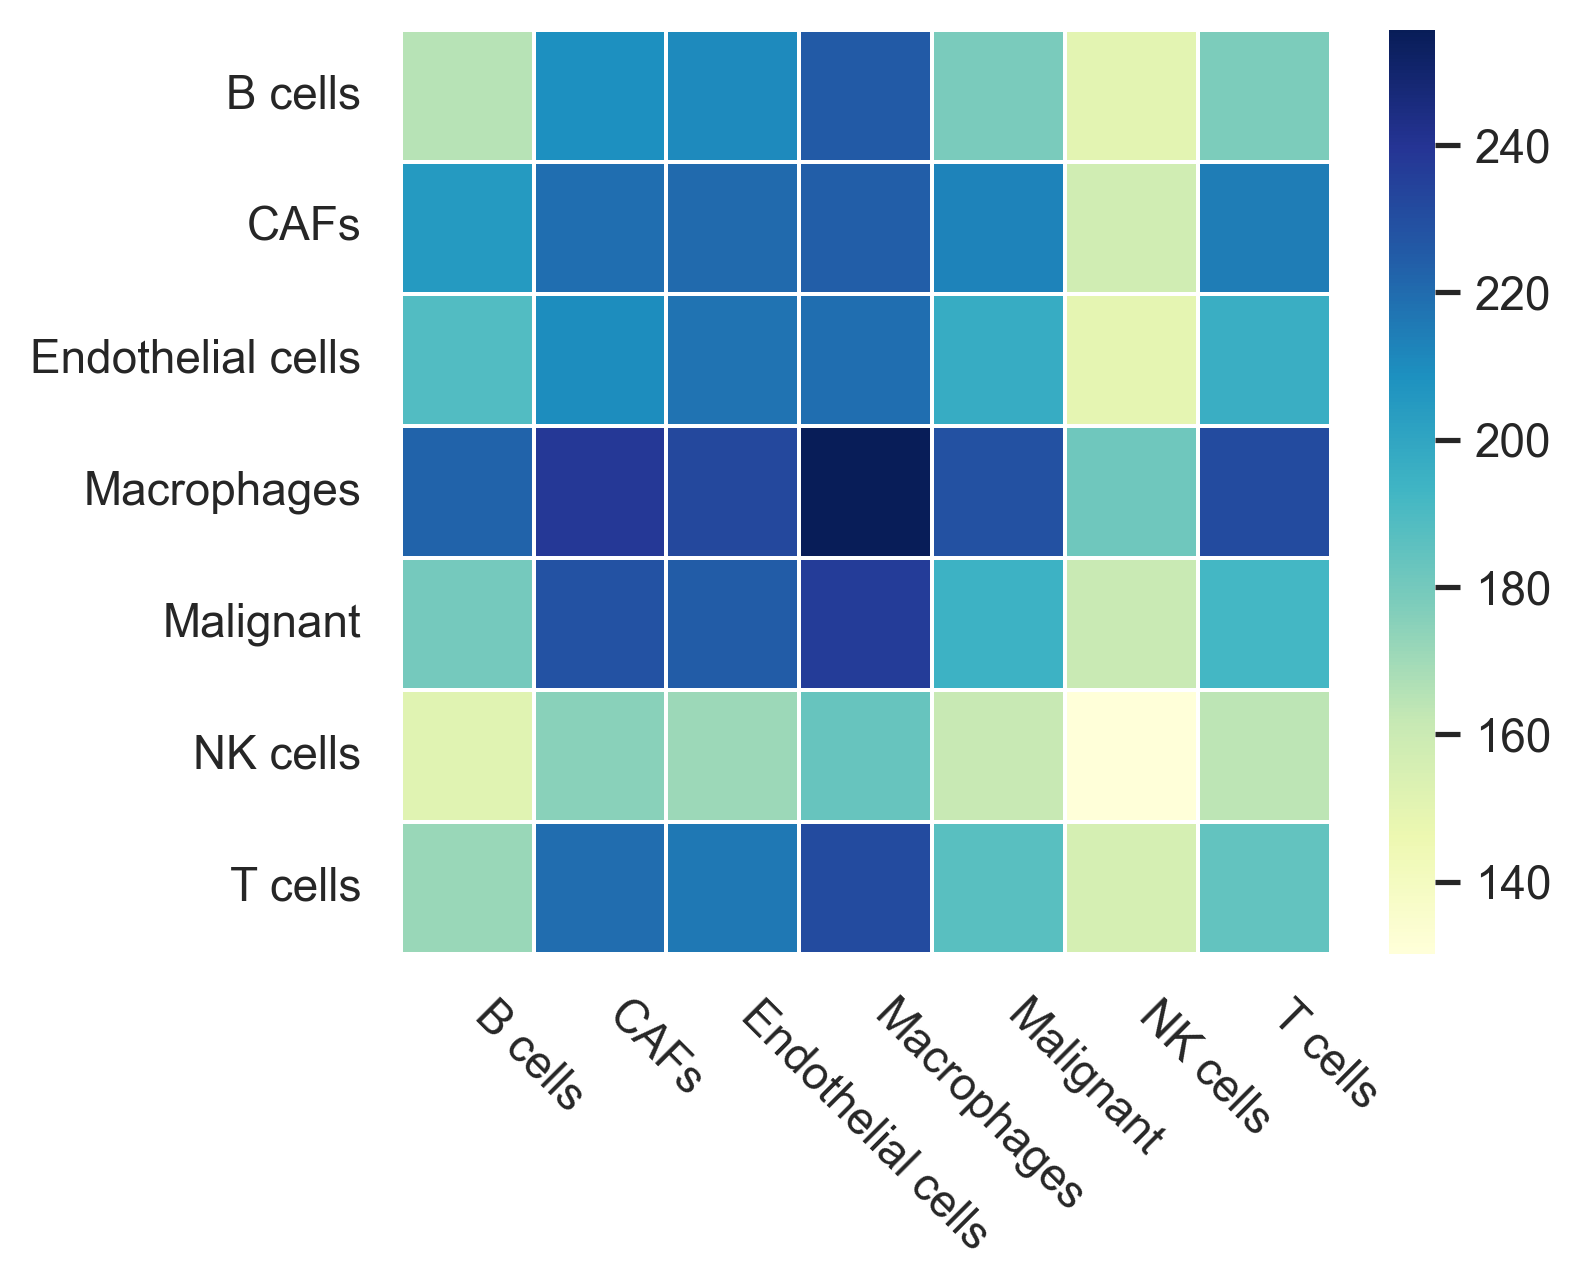 B cells
CAFs
Endothelial cells
Macrophages
Malignant
NK cells
T cells
240
220
200
180
160
140
B cells
CAFs
Endothelial cells
Macrophages
Malignant
NK cells
T cells